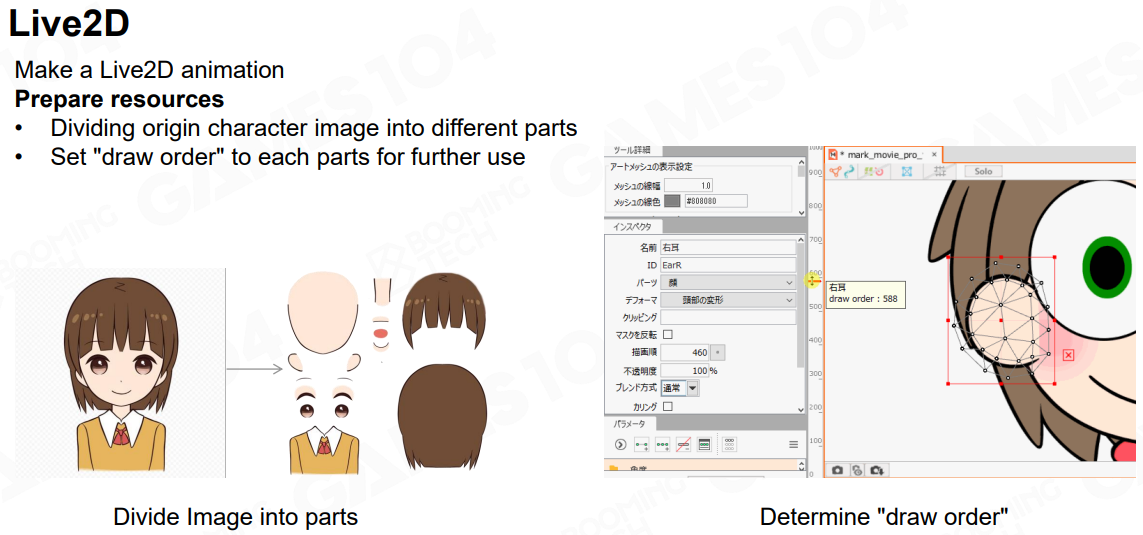 Live2D
Make a Live2D animation
Prepare resources
• Dividing origin character image into different parts
• Set "draw order" to each parts for further use
ツール詳細
アートメッシュの表示設定
メッシュの線幅 1.0
メッシュの線色 #808080
インスペクタ
名前 右耳
ID EarR
パーツ 顔
デフォーマ 頭部の変形
クリッピング
マスクを反転
描画順 460
不透明度 100 %
ブレンド方式 通常
カリング
パラメータ
1000
900
800
700
600
400
300
200
100
0
* mark_movie_pro_ ×
Solo
右耳
draw order : 588
Divide Image into parts
Determine "draw order"
GAMES 104
BOOMING TECH